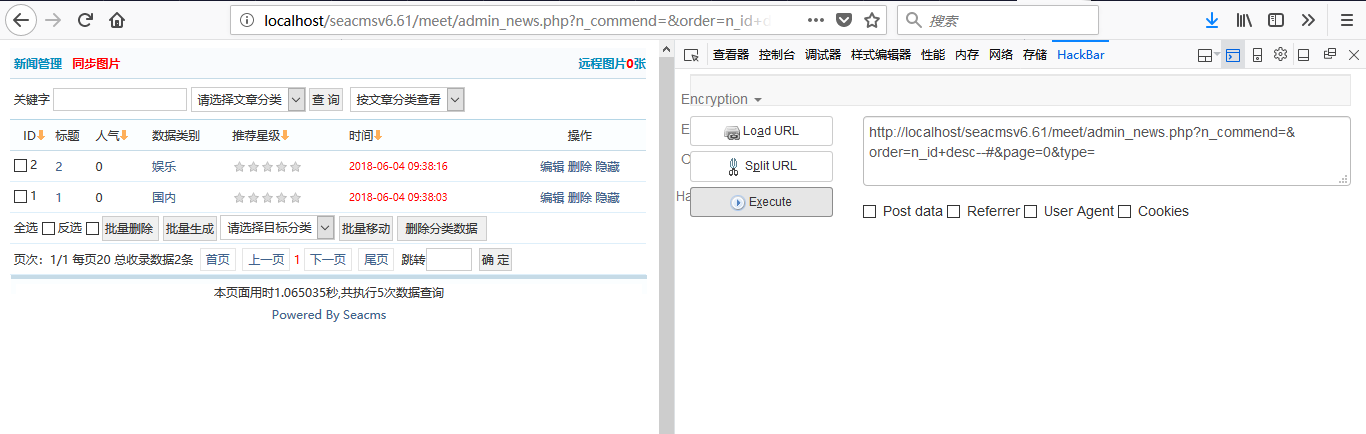 localhost/seacmsv6.61/meet/admin_news.php?n_commend=&order=n_id+d
搜索
新闻管理 同步图片 远程图片0张
关键字 请选择文章分类 查 询 按文章分类查看
ID 标题 人气 数据类别 推荐星级 时间 操作
2 2 0 娱乐 2018-06-04 09:38:16 编辑 删除 隐藏
1 1 0 国内 2018-06-04 09:38:03 编辑 删除 隐藏
全选 反选 批量删除 批量生成 请选择目标分类 批量移动 删除分类数据
页次：1/1 每页20 总收录数据2条 首页 上一页 1 下一页 尾页 跳转 确 定
本页面用时1.065035秒,共执行5次数据查询
Powered By Seacms
查看器 控制台 调试器 样式编辑器 性能 内存 网络 存储 HackBar
Encryption
Load URL
Split URL
Execute
http://localhost/seacmsv6.61/meet/admin_news.php?n_commend=&
order=n_id+desc--#&page=0&type=
Post data Referrer User Agent Cookies